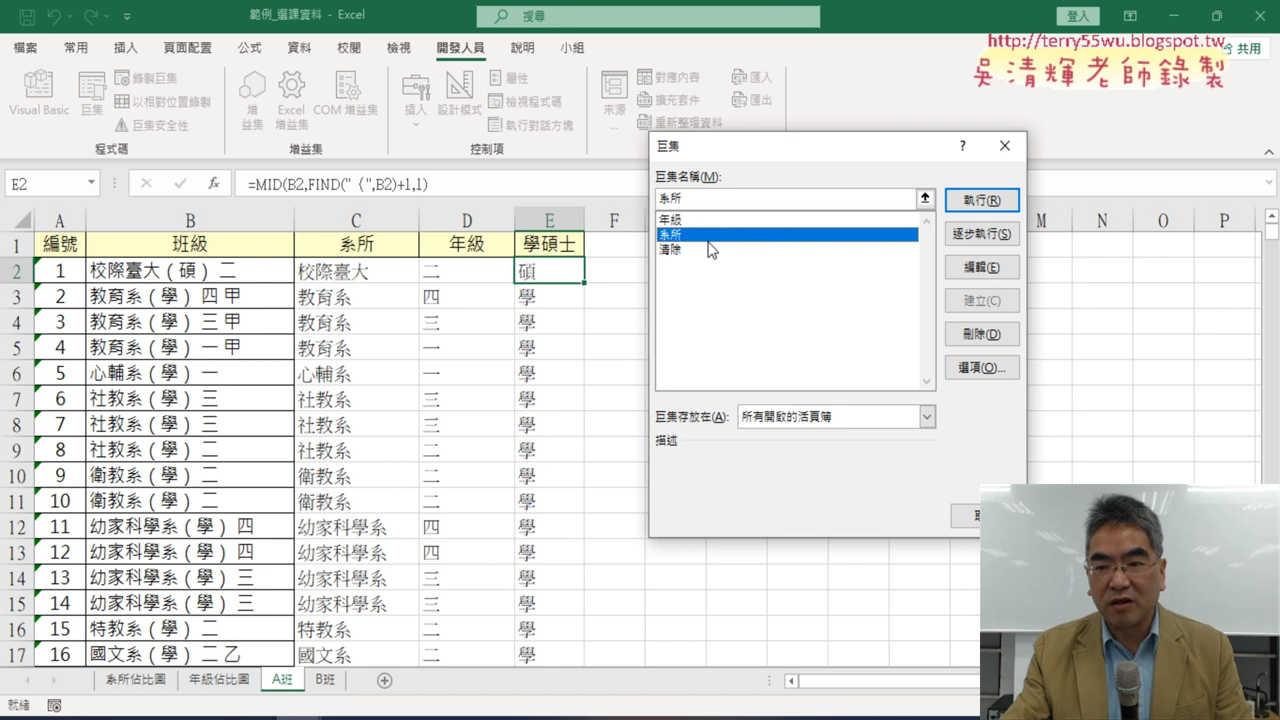 範例_選課資料 - Excel
搜尋
登入
檔案 常用 插入 頁面配置 公式 資料 校閱 檢視 開發人員 說明 小組
共用
http://terry55wu.blogspot.tw
吳清輝老師錄製
Visual Basic
巨集
錄製巨集
以相對位置錄製
巨集安全性
程式碼
增益集
Excel 增益集
COM 增益集
增益集
插入
設計模式
屬性
檢視程式碼
執行對話方塊
控制項
來源
對應內容
擴充套件
重新整理資料
匯入
匯出
E2
=MID(B2,FIND("（",B2)+1,1)
A B C D E F M N O P
1 編號 班級 系所 年級 學碩士
2 1 校際臺大（碩）二 校際臺大 二 碩
3 2 教育系（學）四甲 教育系 四 學
4 3 教育系（學）三甲 教育系 三 學
5 4 教育系（學）一甲 教育系 一 學
6 5 心輔系（學）一 心輔系 一 學
7 6 社教系（學）三 社教系 三 學
8 7 社教系（學）三 社教系 三 學
9 8 社教系（學）二 社教系 二 學
10 9 衛教系（學）二 衛教系 二 學
11 10 衛教系（學）二 衛教系 二 學
12 11 幼家科學系（學）四 幼家科學系 四 學
13 12 幼家科學系（學）四 幼家科學系 四 學
14 13 幼家科學系（學）三 幼家科學系 三 學
15 14 幼家科學系（學）三 幼家科學系 三 學
16 15 特教系（學）二 特教系 二 學
17 16 國文系（學）二乙 國文系 二 學
巨集
?
巨集名稱(M):
系所
年級
系所
清除
執行(R)
逐步執行(S)
編輯(E)
建立(C)
刪除(D)
選項(O)...
巨集存放在(A): 所有開啟的活頁簿
描述
系所佔比圖 年級佔比圖 A班 B班
就緒